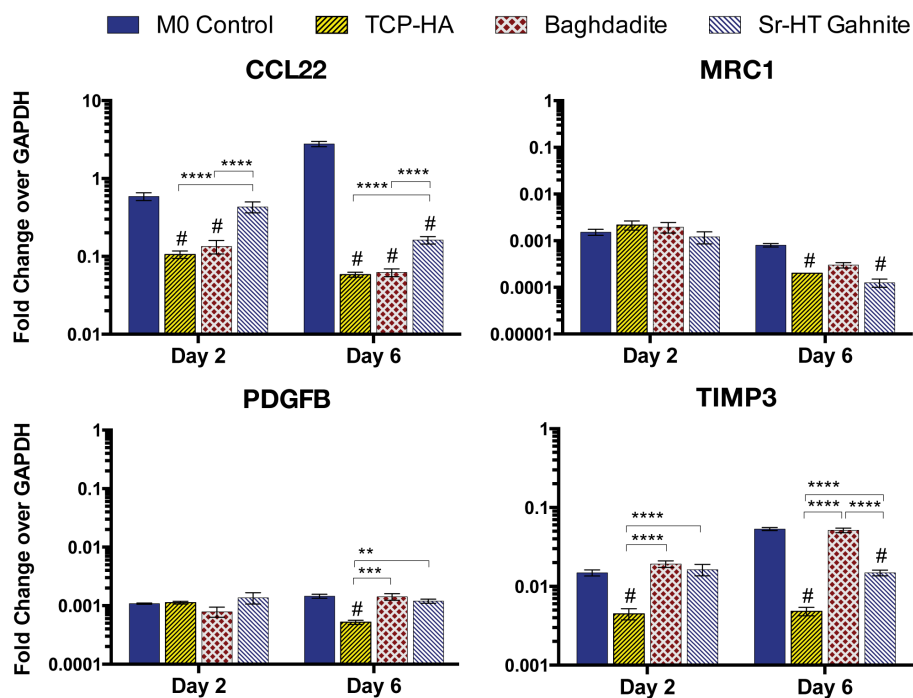 M0 Control TCP-HA Baghdadite Sr-HT Gahnite
CCL22
Fold Change over GAPDH
10
1
0.1
0.01
**** ****
**** ****
# #
# # #
Day 2 Day 6
MRC1
1
0.1
0.01
0.001
0.0001
0.00001
# #
Day 2 Day 6
PDGFB
Fold Change over GAPDH
1
0.1
0.01
0.001
0.0001
**
***
#
Day 2 Day 6
TIMP3
1
0.1
0.01
0.001
****
****
#
****
**** ****
# #
Day 2 Day 6